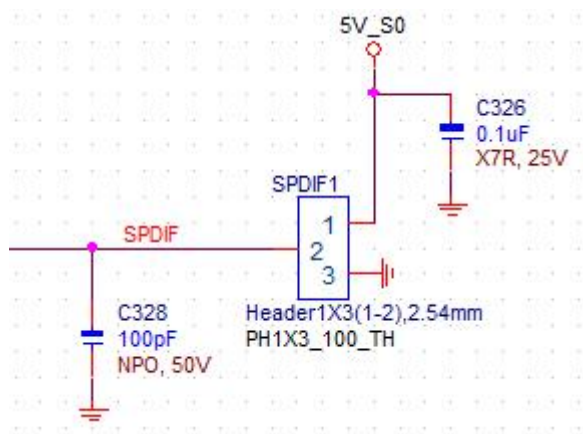 5V_S0
C326
0.1uF
X7R, 25V
SPDIF1
1
SPDIF
2
3
C328
100pF
NPO, 50V
Header1X3(1-2),2.54mm
PH1X3_100_TH